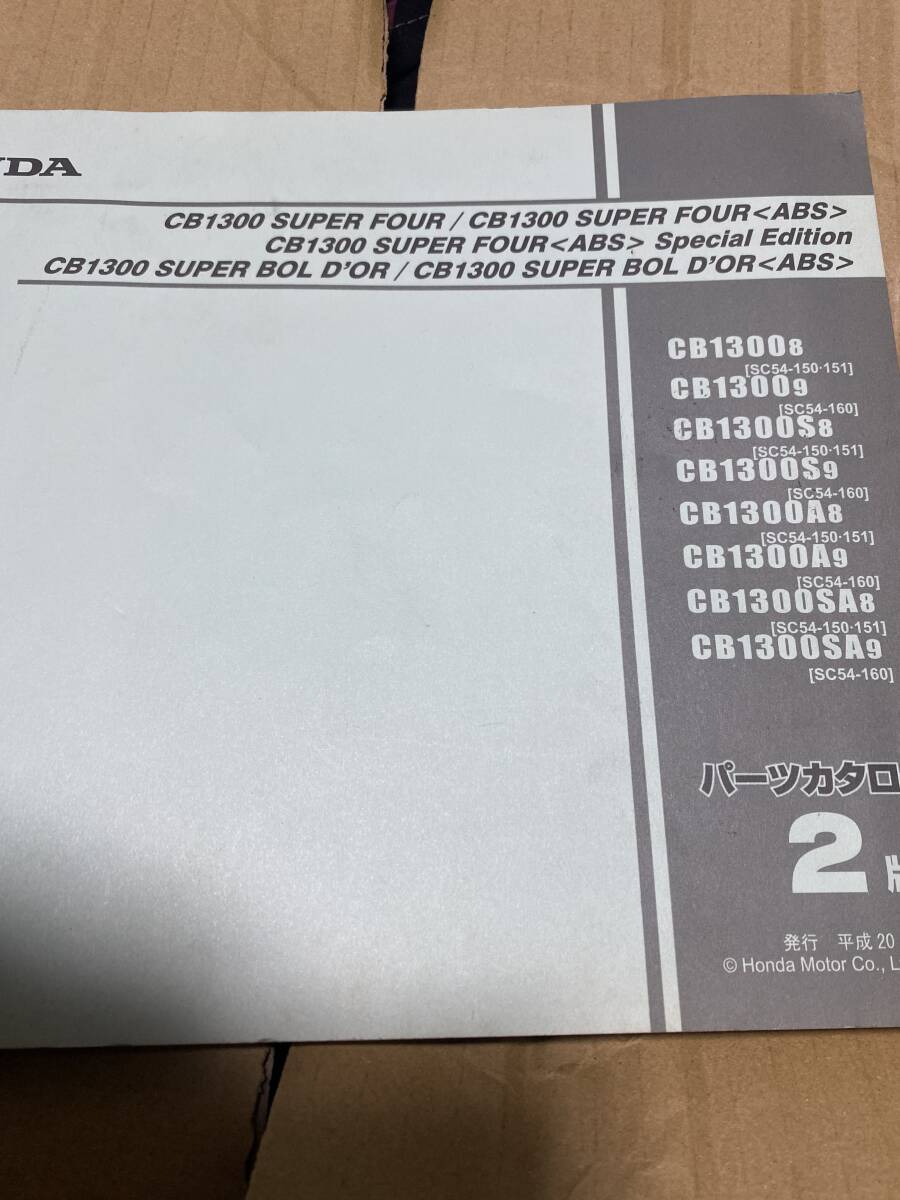 NDA
CB1300 SUPER FOUR / CB1300 SUPER FOUR<ABS>
CB1300 SUPER FOUR<ABS> Special Edition
CB1300 SUPER BOL D'OR / CB1300 SUPER BOL D'OR<ABS>
CB13008
[SC54-150·151]
CB13009
[SC54-160]
CB1300S8
[SC54-150·151]
CB1300S9
[SC54-160]
CB1300A8
[SC54-150·151]
CB1300A9
[SC54-160]
CB1300SA8
[SC54-150·151]
CB1300SA9
[SC54-160]
パーツカタロ
2
発行 平成20
© Honda Motor Co., L